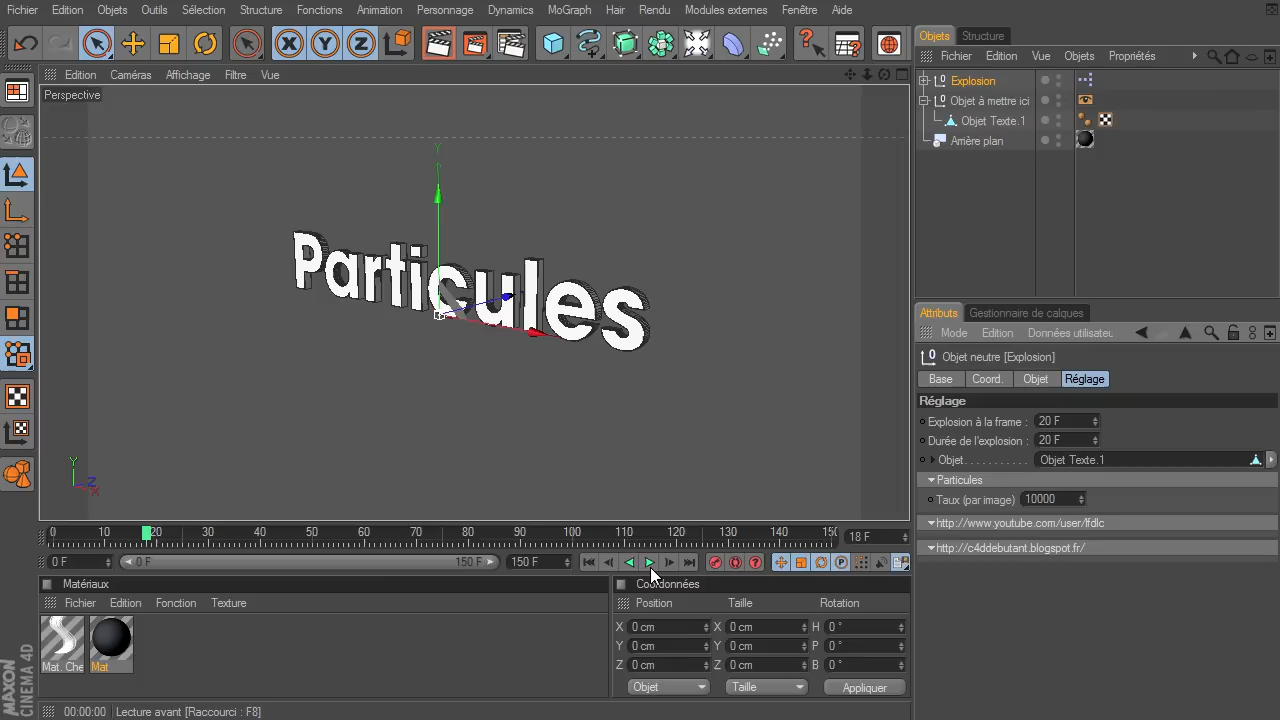 Fichier Edition Objets Outils Sélection Structure Fonctions Animation Personnage Dynamics MoGraph Hair Rendu Modules externes Fenêtre Aide
Edition Caméras Affichage Filtre Vue
Perspective
Y
Particules
Y
Z
X
0 10 20 30 40 50 60 70 80 90 100 110 120 130 140 15(
18 F
0 F
0 F 150 F
150 F
Matériaux
Fichier Edition Fonction Texture
Mat. Che
Mat
Coordonnées
Position Taille Rotation
X 0 cm X 0 cm H 0 °
Y 0 cm Y 0 cm P 0 °
Z 0 cm Z 0 cm B 0 °
Objet Taille Appliquer
MAXON
CINEMA 4D
00:00:00 Lecture avant [Raccourci : F8]
Objets Structure
Fichier Edition Vue Objets Propriétés
Explosion
Objet à mettre ici
Objet Texte.1
Arrière plan
Attributs Gestionnaire de calques
Mode Edition Données utilisateu
Objet neutre [Explosion]
Base Coord. Objet Réglage
Réglage
Explosion à la frame : 20 F
Durée de l'explosion : 20 F
Objet. . . . . . . . . . . Objet Texte.1
Particules
Taux (par image) 10000
http://www.youtube.com/user/lfdlc
http://c4ddebutant.blogspot.fr/